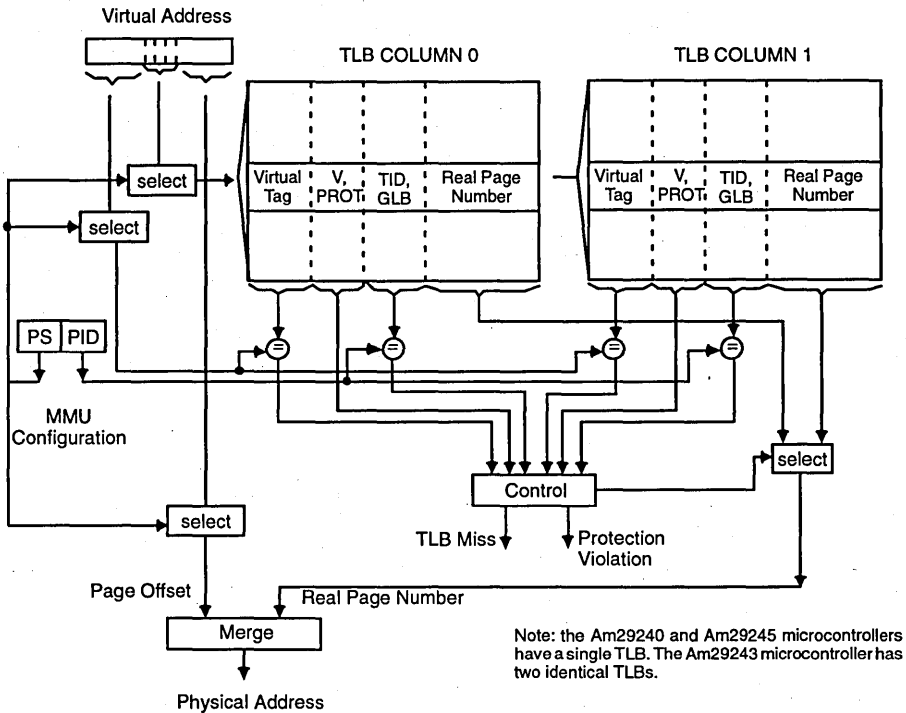 Virtual Address
TLB COLUMN 0
TLB COLUMN 1
select
Virtual
Tag
V,
PROT
TID,
GLB
Real Page
Number
Virtual
Tag
V,
PROT
TID,
GLB
Real Page
Number
select
PS
PID
=
=
=
=
MMU
Configuration
select
Control
select
TLB Miss
Protection
Violation
Page Offset
Real Page Number
Merge
Note: the Am29240 and Am29245 microcontrollers
have a single TLB. The Am29243 microcontroller has
two identical TLBs.
Physical Address